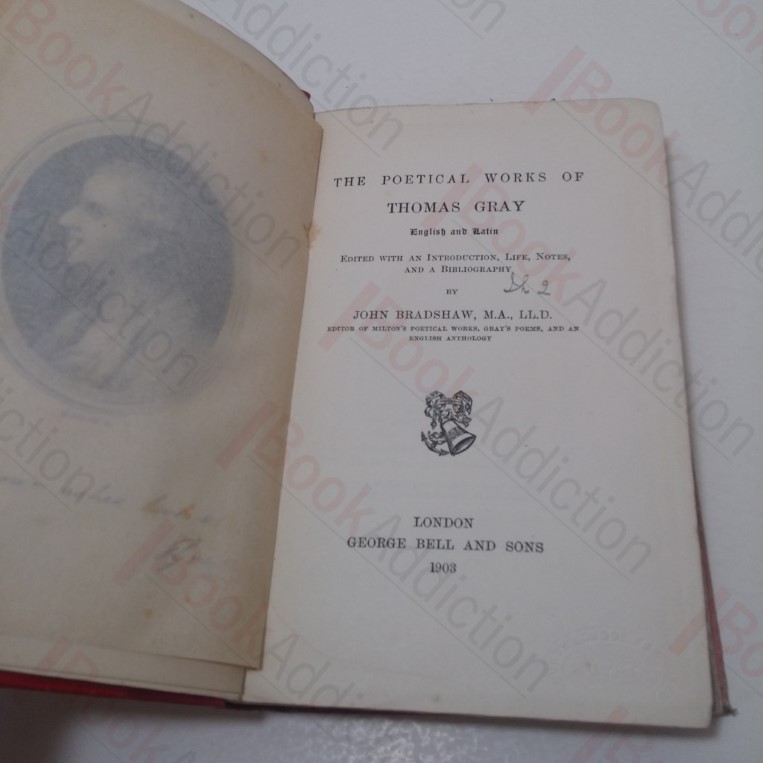 THE POETICAL WORKS OF
THOMAS GRAY
English and Latin
EDITED WITH AN INTRODUCTION, LIFE, NOTES,
AND A BIBLIOGRAPHY
BY
JOHN BRADSHAW, M.A., LL.D.
EDITOR OF MILTON'S POETICAL WORKS, GRAY'S POEMS, AND AN
ENGLISH ANTHOLOGY
LONDON
GEORGE BELL AND SONS
1903
BookAddiction